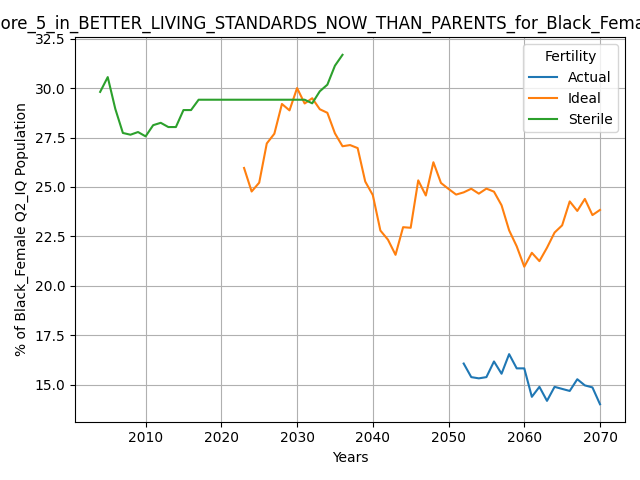 ore_5_in_BETTER_LIVING_STANDARDS_NOW_THAN_PARENTS_for_Black_Fema
Fertility
Actual
Ideal
Sterile
% of Black_Female Q2_IQ Population
32.5
30.0
27.5
25.0
22.5
20.0
17.5
15.0
2010 2020 2030 2040 2050 2060 2070
Years